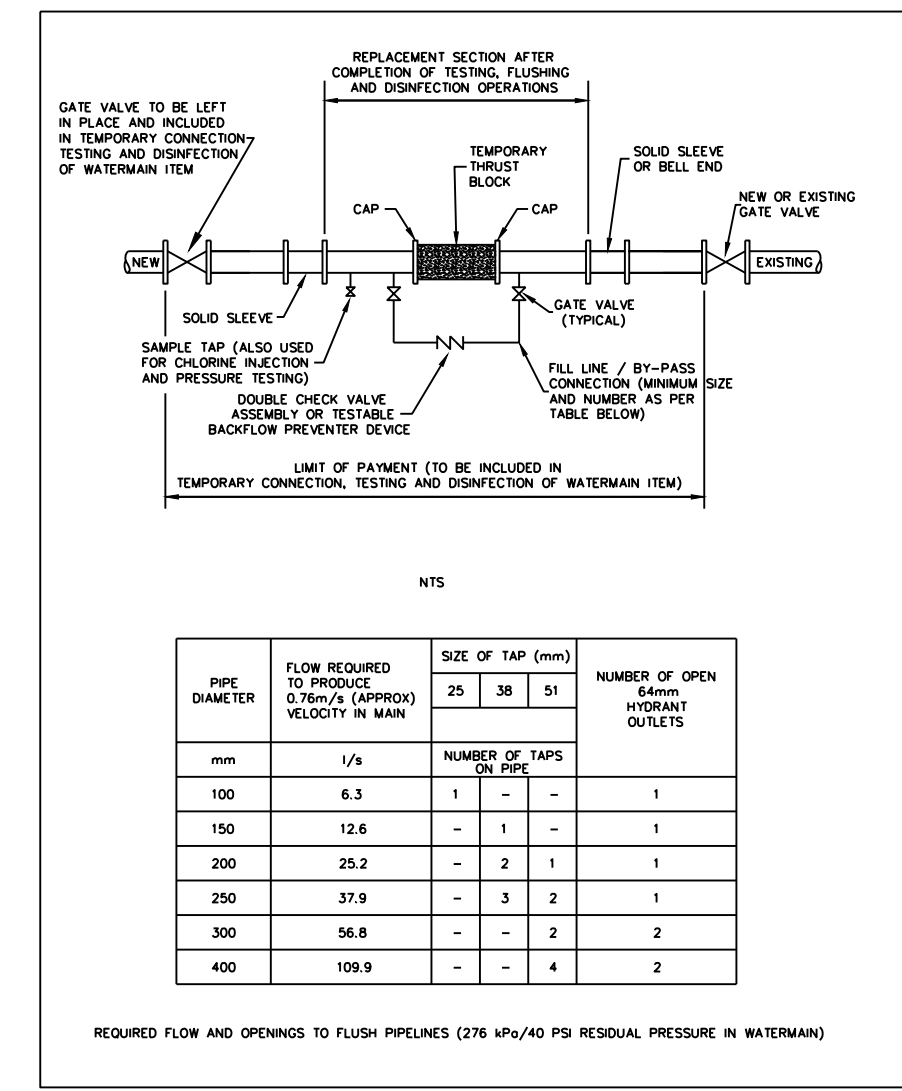 REPLACEMENT SECTION AFTER
COMPLETION OF TESTING, FLUSHING
AND DISINFECTION OPERATIONS
GATE VALVE TO BE LEFT
IN PLACE AND INCLUDED
IN TEMPORARY CONNECTION
TESTING AND DISINFECTION
OF WATERMAIN ITEM
TEMPORARY
THRUST
BLOCK
SOLID SLEEVE
OR BELL END
NEW OR EXISTING
GATE VALVE
CAP
CAP
NEW
EXISTING
SOLID SLEEVE
GATE VALVE
(TYPICAL)
SAMPLE TAP (ALSO USED
FOR CHLORINE INJECTION
AND PRESSURE TESTING)
DOUBLE CHECK VALVE
ASSEMBLY OR TESTABLE
BACKFLOW PREVENTER DEVICE
FILL LINE / BY-PASS
CONNECTION (MINIMUM SIZE
AND NUMBER AS PER
TABLE BELOW)
LIMIT OF PAYMENT (TO BE INCLUDED IN
TEMPORARY CONNECTION, TESTING AND DISINFECTION OF WATERMAIN ITEM)
NTS
PIPE
DIAMETER
FLOW REQUIRED
TO PRODUCE
0.76m/s (APPROX)
VELOCITY IN MAIN
SIZE OF TAP (mm)
25 38 51
NUMBER OF OPEN
64mm
HYDRANT
OUTLETS
mm l/s NUMBER OF TAPS
ON PIPE
100 6.3 1 - - 1
150 12.6 - 1 - 1
200 25.2 - 2 1 1
250 37.9 - 3 2 1
300 56.8 - - 2 2
400 109.9 - - 4 2
REQUIRED FLOW AND OPENINGS TO FLUSH PIPELINES (276 kPa/40 PSI RESIDUAL PRESSURE IN WATERMAIN)